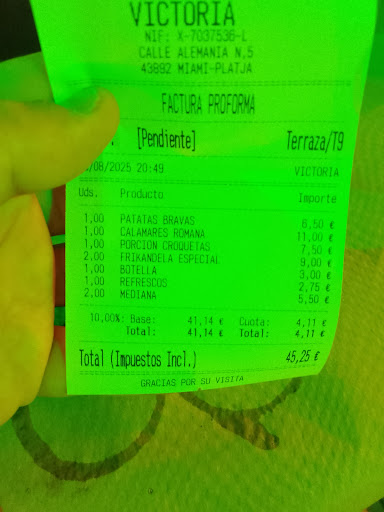 VICTORIA
NIF: X-7037536-L
CALLE ALEMANIA N,5
43892 MIAMI-PLATJA
FACTURA PROFORMA
[Pendiente] Terraza/T9
/08/2025 20:49 VICTORIA
Uds. Producto Importe
1,00 PATATAS BRAVAS 6,50 €
1,00 CALAMARES ROMANA 11,00 €
1,00 PORCION CROQUETAS 7,50 €
2,00 FRIKANDELA ESPECIAL 9,00 €
1,00 BOTELLA 3,00 €
1,00 REFRESCOS 2,75 €
2,00 MEDIANA 5,50 €
10,00%: Base: 41,14 € Cuota: 4,11 €
Total: 41,14 € Total: 4,11 €
Total (Impuestos Incl.) 45,25 €
GRACIAS POR SU VISITA